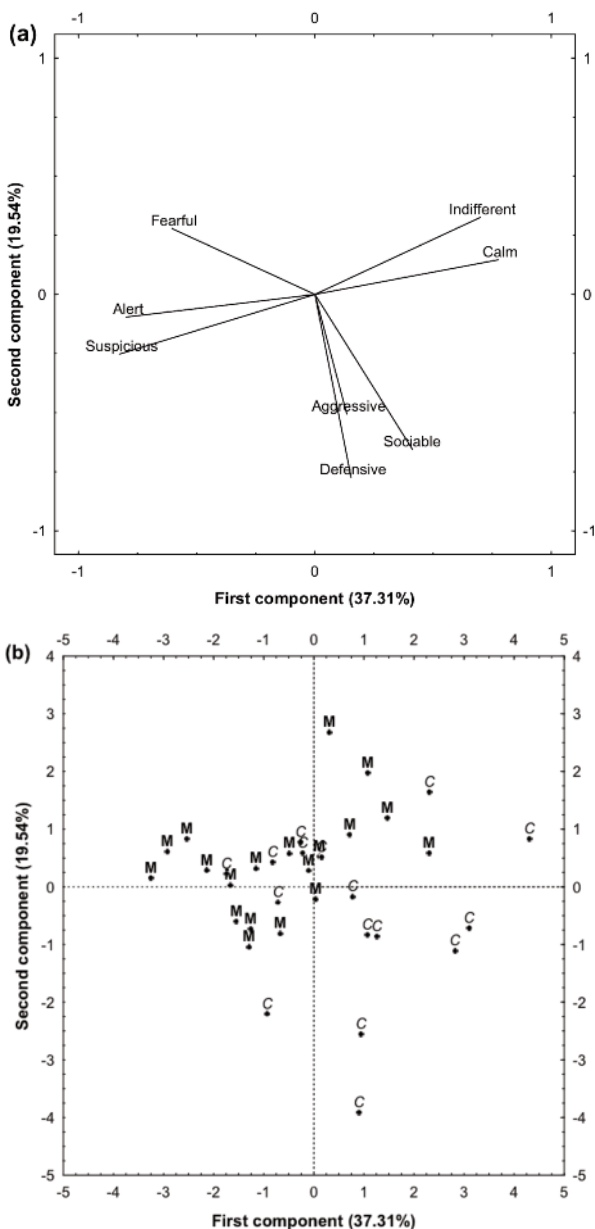 -1 0 1
(a)
1 1
Fearful Indifferent
Calm
0 0
Alert
Suspicious
Aggressive
Sociable
Defensive
-1 -1
-1 0 1
Second component (19.54%)
First component (37.31%)
(b)
-5 -4 -3 -2 -1 0 1 2 3 4 5
4 4
3 3
M
M
2 2
C
M
1 1
M C
M C M
M C M C M C
M M C M
M C
0 0
M C
C
M C C C
M M
-1 M -1
C
-2 C -2
C
-3 -3
C
-4 -4
-5 -5
-5 -4 -3 -2 -1 0 1 2 3 4 5
Second component (19.54%)
First component (37.31%)